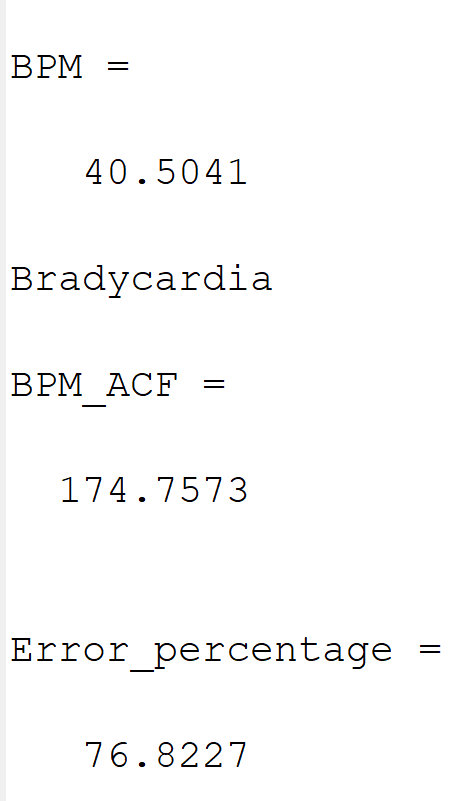 BPM =
40.5041
Bradycardia
BPM_ACF =
174.7573
Error_percentage =
76.8227